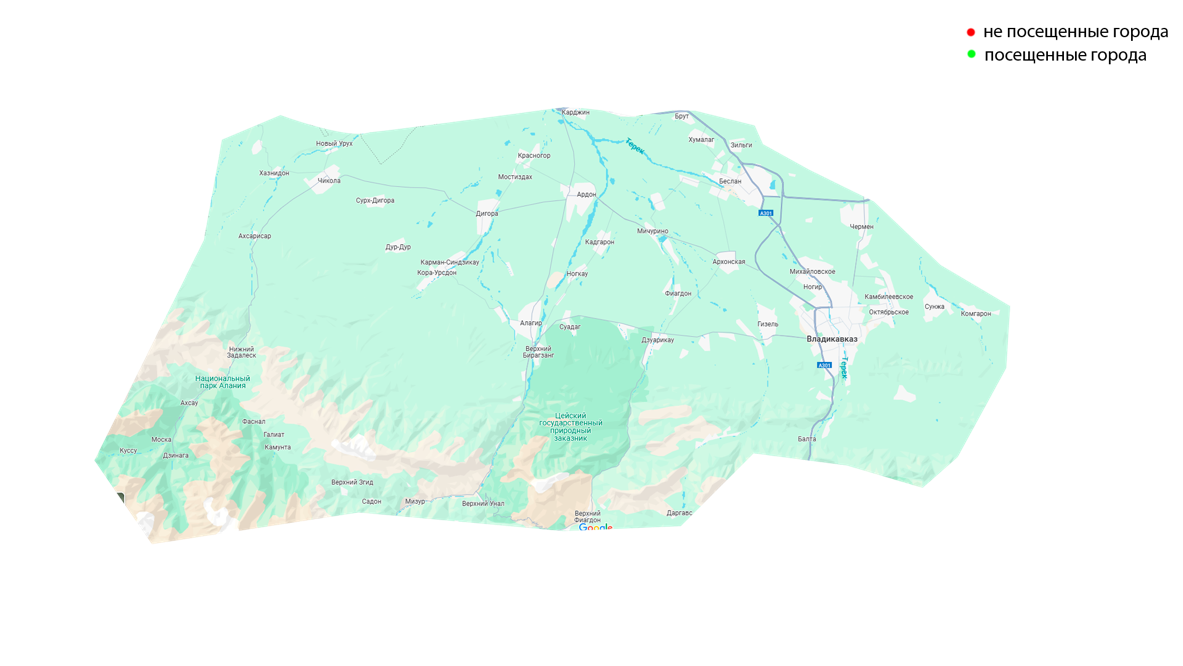 не посещенные города
посещенные города
Карджин
Брут
Хумалаг
Зильги
Новый Урух
Терек
Красногор
Хазнидон
Чикола
Мостиздах
Беслан
Ардон
Сурх-Дигора
Дигора
А301
Чермен
Ахсарисар
Мичурино
Кадгарон
Дур-Дур
Карман-Синдзикау
Архонская
Кора-Урсдон
Ногкау
Михайловское
Ногир
Фиагдон
Камбилеевское
Сунжа
Октябрьское
Комгарон
Алагир
Суадаг
Гизель
Дзуарикау
Владикавказ
Нижний
Задалеск
Верхний
Бирагзанг
А301
Терек
Национальный
парк Алания
Ахсау
Цейский
государственный
природный
заказник
Фаснал
Галиат
Моска
Балта
Камунта
Куссу
Дзинага
Верхний Згид
Садон
Мизур
Верхний Унал
Верхний
Фиагдон
Даргавс
Google